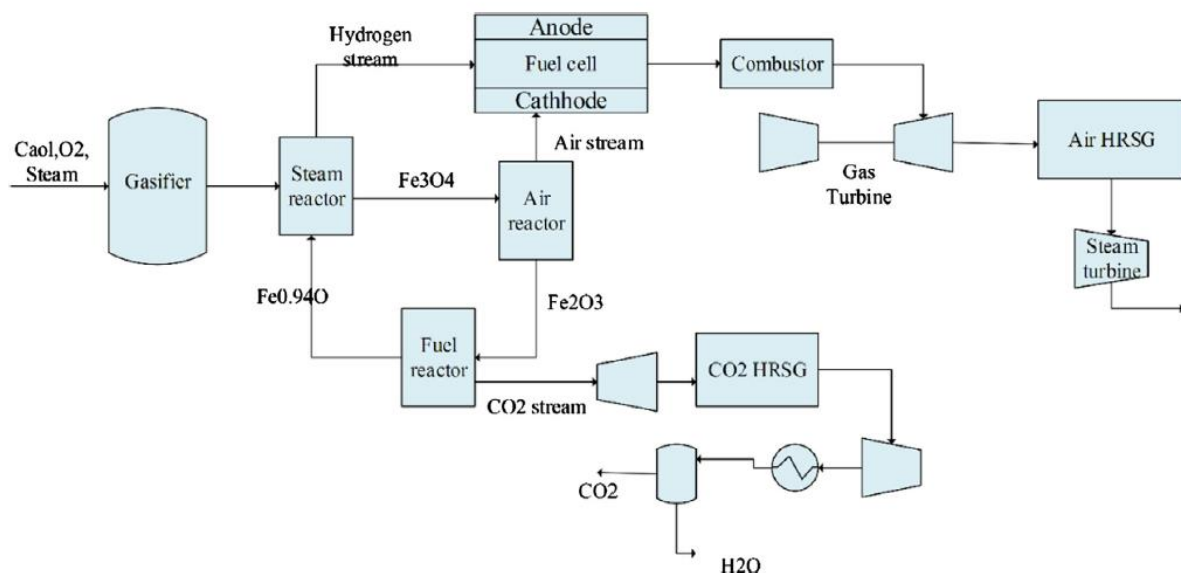 Anode
Hydrogen
stream
Fuel cell
Combustor
Cathhode
Caol,O2,
Steam
Gasifier
Steam
reactor
Air stream
Fe3O4
Air
reactor
Gas
Turbine
Air HRSG
Steam
turbine
Fe0.94O
Fe2O3
Fuel
reactor
CO2 HRSG
CO2 stream
CO2
H2O